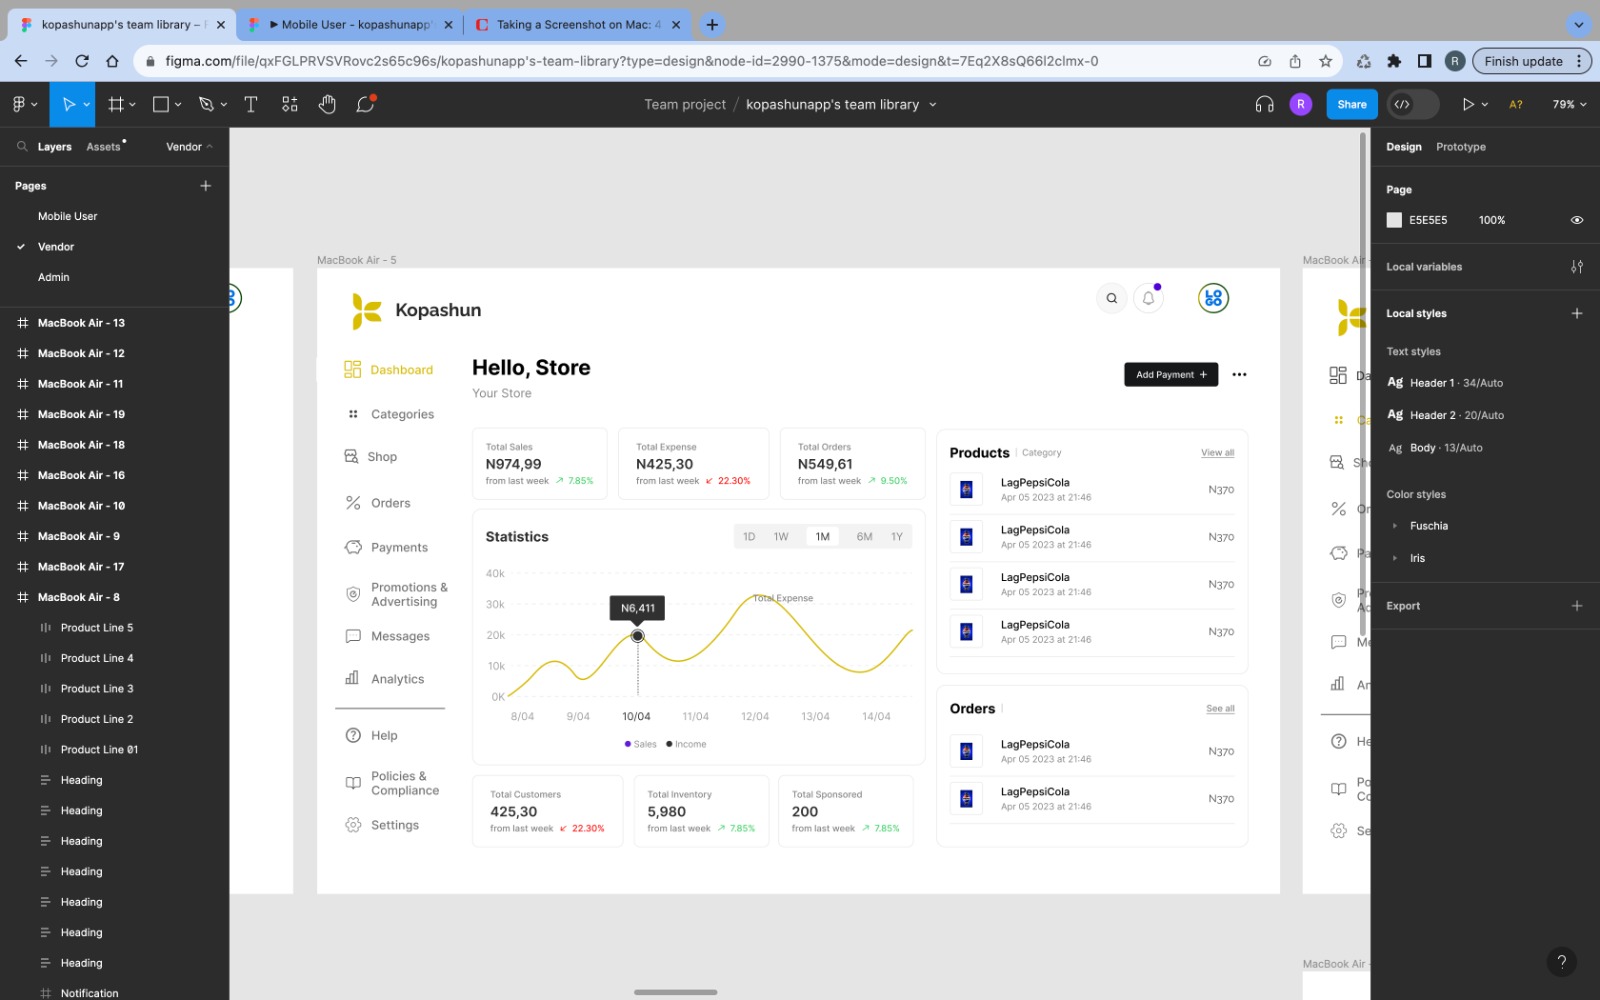 kopashunapp's team library –
Mobile User - kopashunapp'
Taking a Screenshot on Mac: 4
figma.com/file/qxFGLPRVSVRovc2s65c96s/kopashunapp's-team-library?type=design&node-id=2990-1375&mode=design&t=7Eq2X8sQ66l2clmx-0
R
Finish update
Team project / kopashunapp's team library
R
Share
A?
79%
Layers
Assets
Vendor
Pages
Mobile User
Vendor
Admin
MacBook Air - 13
MacBook Air - 12
MacBook Air - 11
MacBook Air - 19
MacBook Air - 18
MacBook Air - 16
MacBook Air - 10
MacBook Air - 9
MacBook Air - 17
MacBook Air - 8
Product Line 5
Product Line 4
Product Line 3
Product Line 2
Product Line 01
Heading
Heading
Heading
Heading
Heading
Heading
Heading
Notification
MacBook Air - 5
Kopashun
LOGO
Dashboard
Categories
Shop
Orders
Payments
Promotions &
Advertising
Messages
Analytics
Help
Policies &
Compliance
Settings
Hello, Store
Your Store
Add Payment +
Total Sales
N974,99
from last week 7.85%
Total Expense
N425,30
from last week 22.30%
Total Orders
N549,61
from last week 9.50%
Statistics
1D 1W 1M 6M 1Y
40k
30k
20k
10k
0K
N6,411
Total Expense
8/04 9/04 10/04 11/04 12/04 13/04 14/04
Sales Income
Total Customers
425,30
from last week 22.30%
Total Inventory
5,980
from last week 7.85%
Total Sponsored
200
from last week 7.85%
Products Category View all
LagPepsiCola
Apr 05 2023 at 21:46
N370
LagPepsiCola
Apr 05 2023 at 21:46
N370
LagPepsiCola
Apr 05 2023 at 21:46
N370
LagPepsiCola
Apr 05 2023 at 21:46
N370
Orders See all
LagPepsiCola
Apr 05 2023 at 21:46
N370
LagPepsiCola
Apr 05 2023 at 21:46
N370
MacBook Air -
Da
Ca
Sh
Or
Pa
Pr
Ad
Me
An
He
Po
Co
Se
MacBook Air -
Design
Prototype
Page
E5E5E5 100%
Local variables
Local styles
Text styles
Ag Header 1 · 34/Auto
Ag Header 2 · 20/Auto
Ag Body · 13/Auto
Color styles
Fuschia
Iris
Export
?